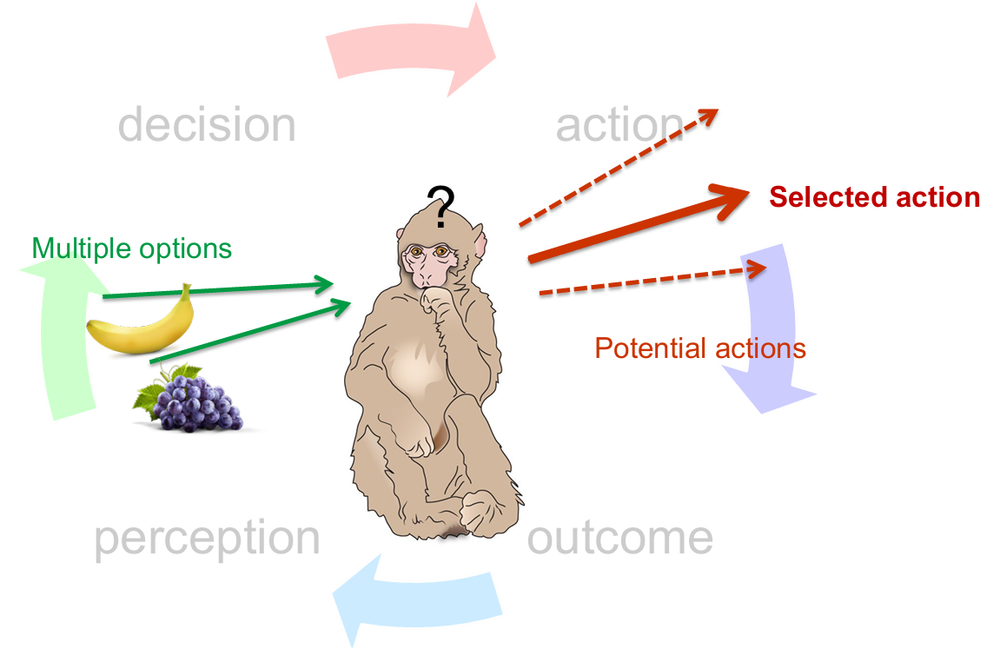 decision
action
?
Selected action
Multiple options
Potential actions
perception
outcome